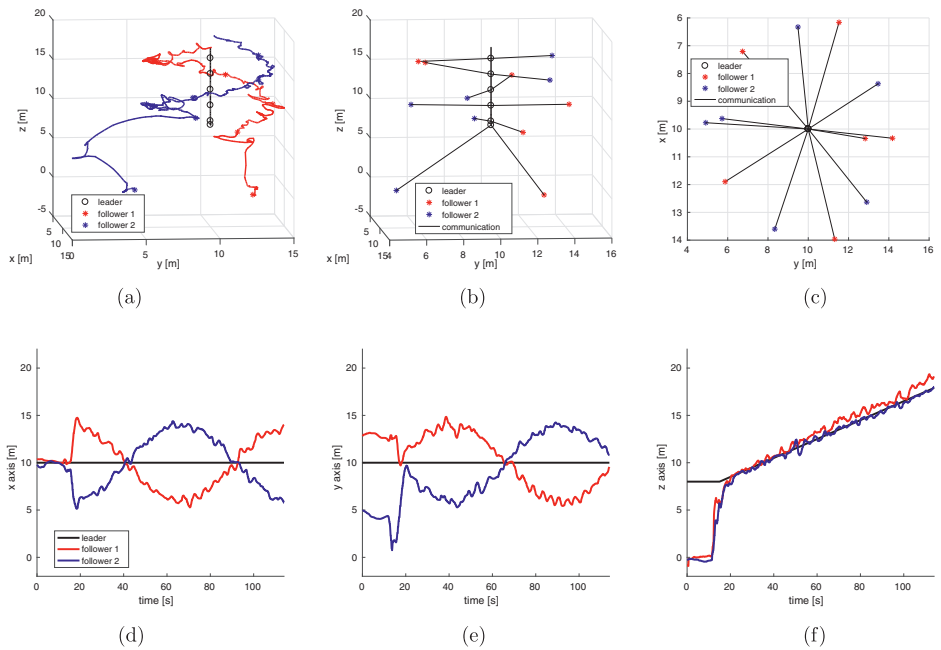 20
15
10
5
0
-5
z [m]
5
10
15
0
5
10
15
x [m]
y [m]
leader
follower 1
follower 2
(a)
20
15
10
5
0
-5
z [m]
5
10
15
4
6
8
10
12
14
16
x [m]
y [m]
leader
follower 1
follower 2
communication
(b)
6
7
8
9
10
11
12
13
14
x [m]
4
6
8
10
12
14
16
y [m]
leader
follower 1
follower 2
communication
(c)
20
15
10
5
0
x axis [m]
leader
follower 1
follower 2
0
20
40
60
80
100
time [s]
(d)
20
15
10
5
0
y axis [m]
0
20
40
60
80
100
time [s]
(e)
20
15
10
5
0
z axis [m]
0
20
40
60
80
100
time [s]
(f)